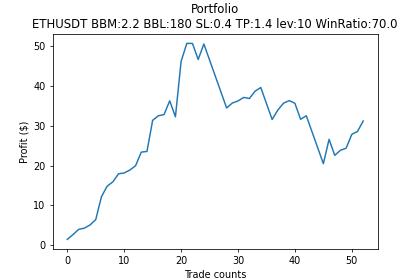 Portfolio
ETHUSDT BBM:2.2 BBL:180 SL:0.4 TP:1.4 lev:10 WinRatio:70.0
Profit ($)
50
40
30
20
10
0
0 10 20 30 40 50
Trade counts